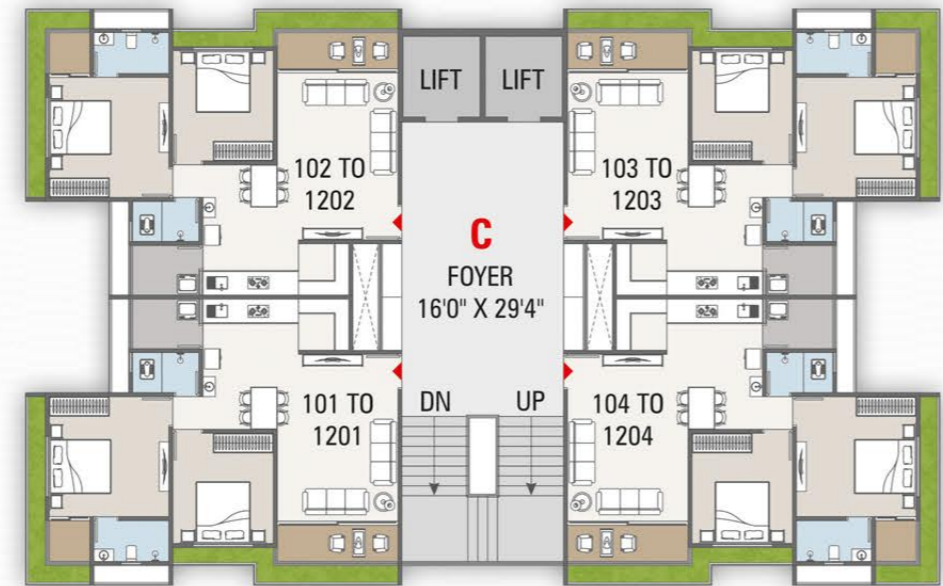 LIFT
LIFT
102 TO
1202
103 TO
1203
C
FOYER
16'0" X 29'4"
101 TO
1201
DN
UP
104 TO
1204